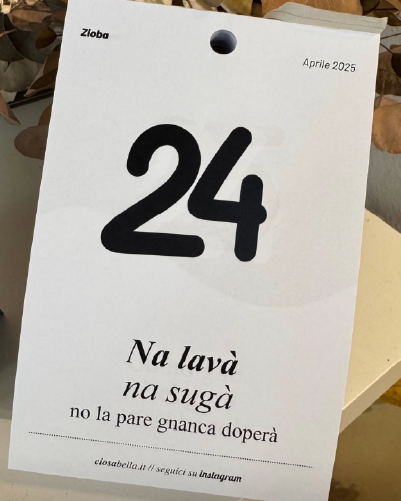 Zioba
Aprile 2025
24
Na lavà
na sugà
no la pare gnanca doperà
ciosabella.it // seguici su instagram